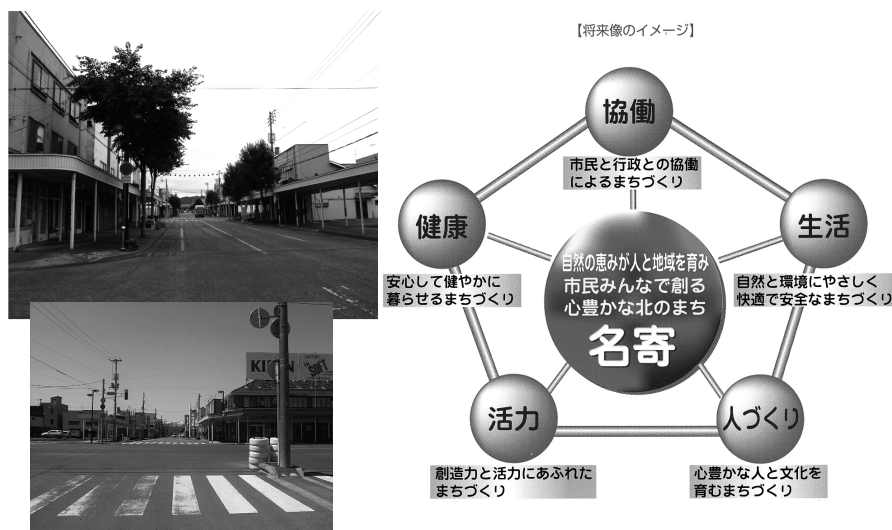 【将来像のイメージ】
協働
市民と行政との協働
によるまちづくり
健康
安心して健やかに
暮らせるまちづくり
生活
自然と環境にやさしく
快適で安全なまちづくり
自然の恵みが人と地域を育み
市民みんなで創る
心豊かな北のまち
名寄
活力
創造力と活力にあふれた
まちづくり
人づくり
心豊かな人と文化を
育むまちづくり
KIRIN
SOFT